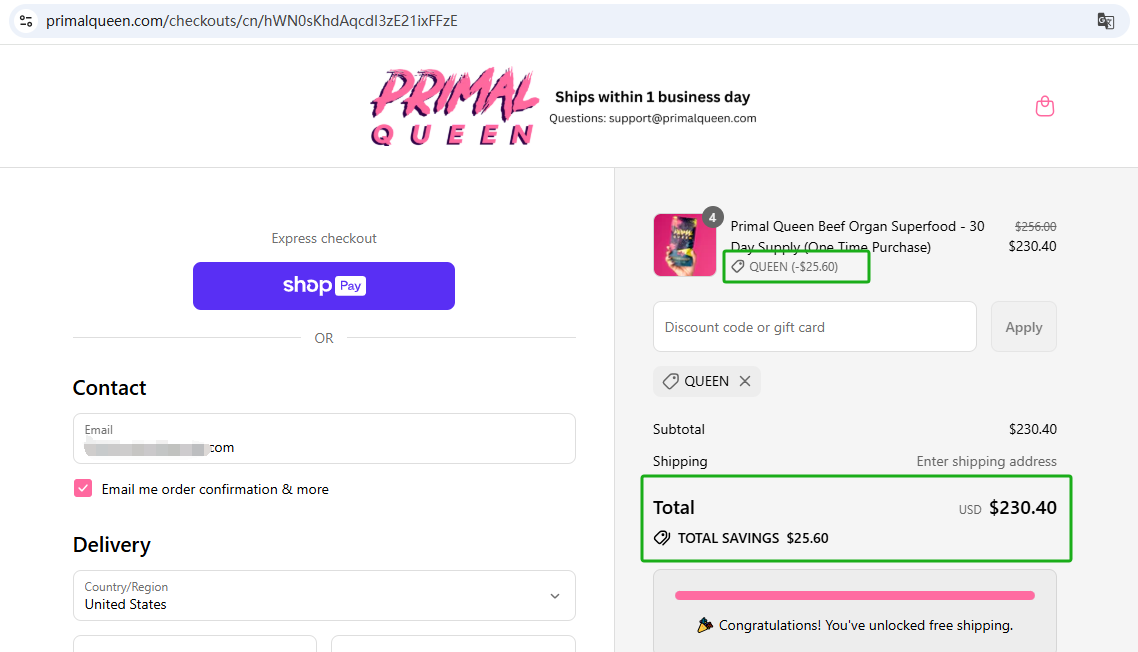 primalqueen.com/checkouts/cn/hWN0sKhdAqcdI3zE21ixFFzE
PRIMAL
QUEEN
Ships within 1 business day
Questions: support@primalqueen.com
Express checkout
shop Pay
OR
Contact
Email
com
Email me order confirmation & more
Delivery
Country/Region
United States
4
Primal Queen Beef Organ Superfood - 30
Day Supply (One Time Purchase)
QUEEN (-$25.60)
$256.00
$230.40
Discount code or gift card
Apply
QUEEN
Subtotal
$230.40
Shipping
Enter shipping address
Total
USD $230.40
TOTAL SAVINGS $25.60
Congratulations! You've unlocked free shipping.